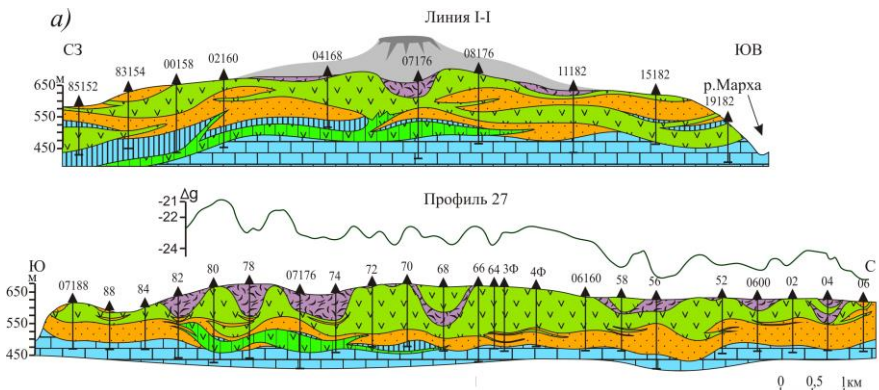 а)
Линия I-I
СЗ
ЮВ
85152 83154 00158 02160 04168 07176 08176 11182 15182 19182
р.Марха
650 м
550
450
Δg
-21
-22
-24
Профиль 27
Ю
С
07188 88 84 82 80 78 07176 74 72 70 68 66 64 3Ф 4Ф 06160 58 56 52 0600 02 04 06
650 м
550
450
0 0,5 1км